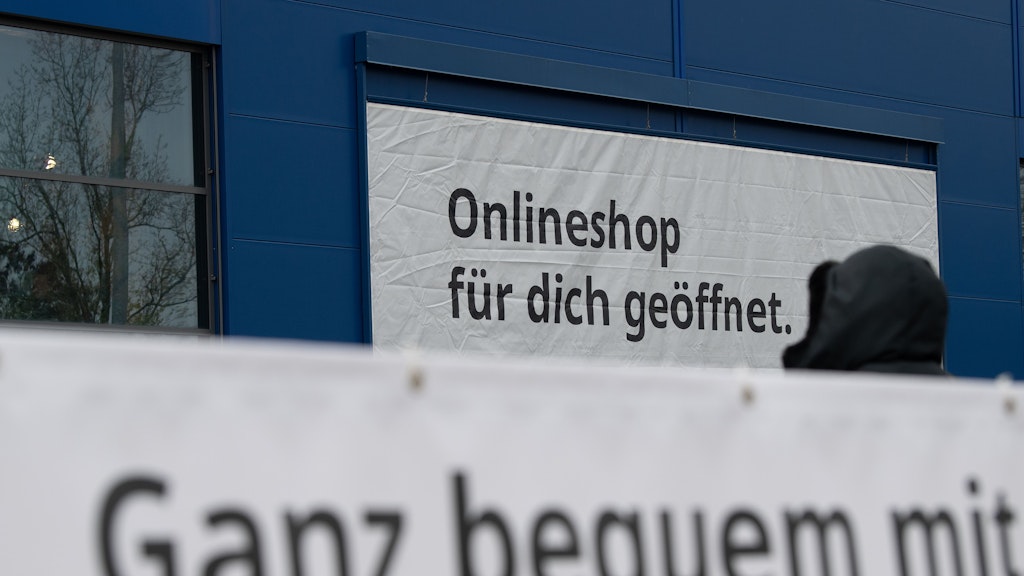 Onlineshop
für dich geöffnet.
Ganz bequem mit